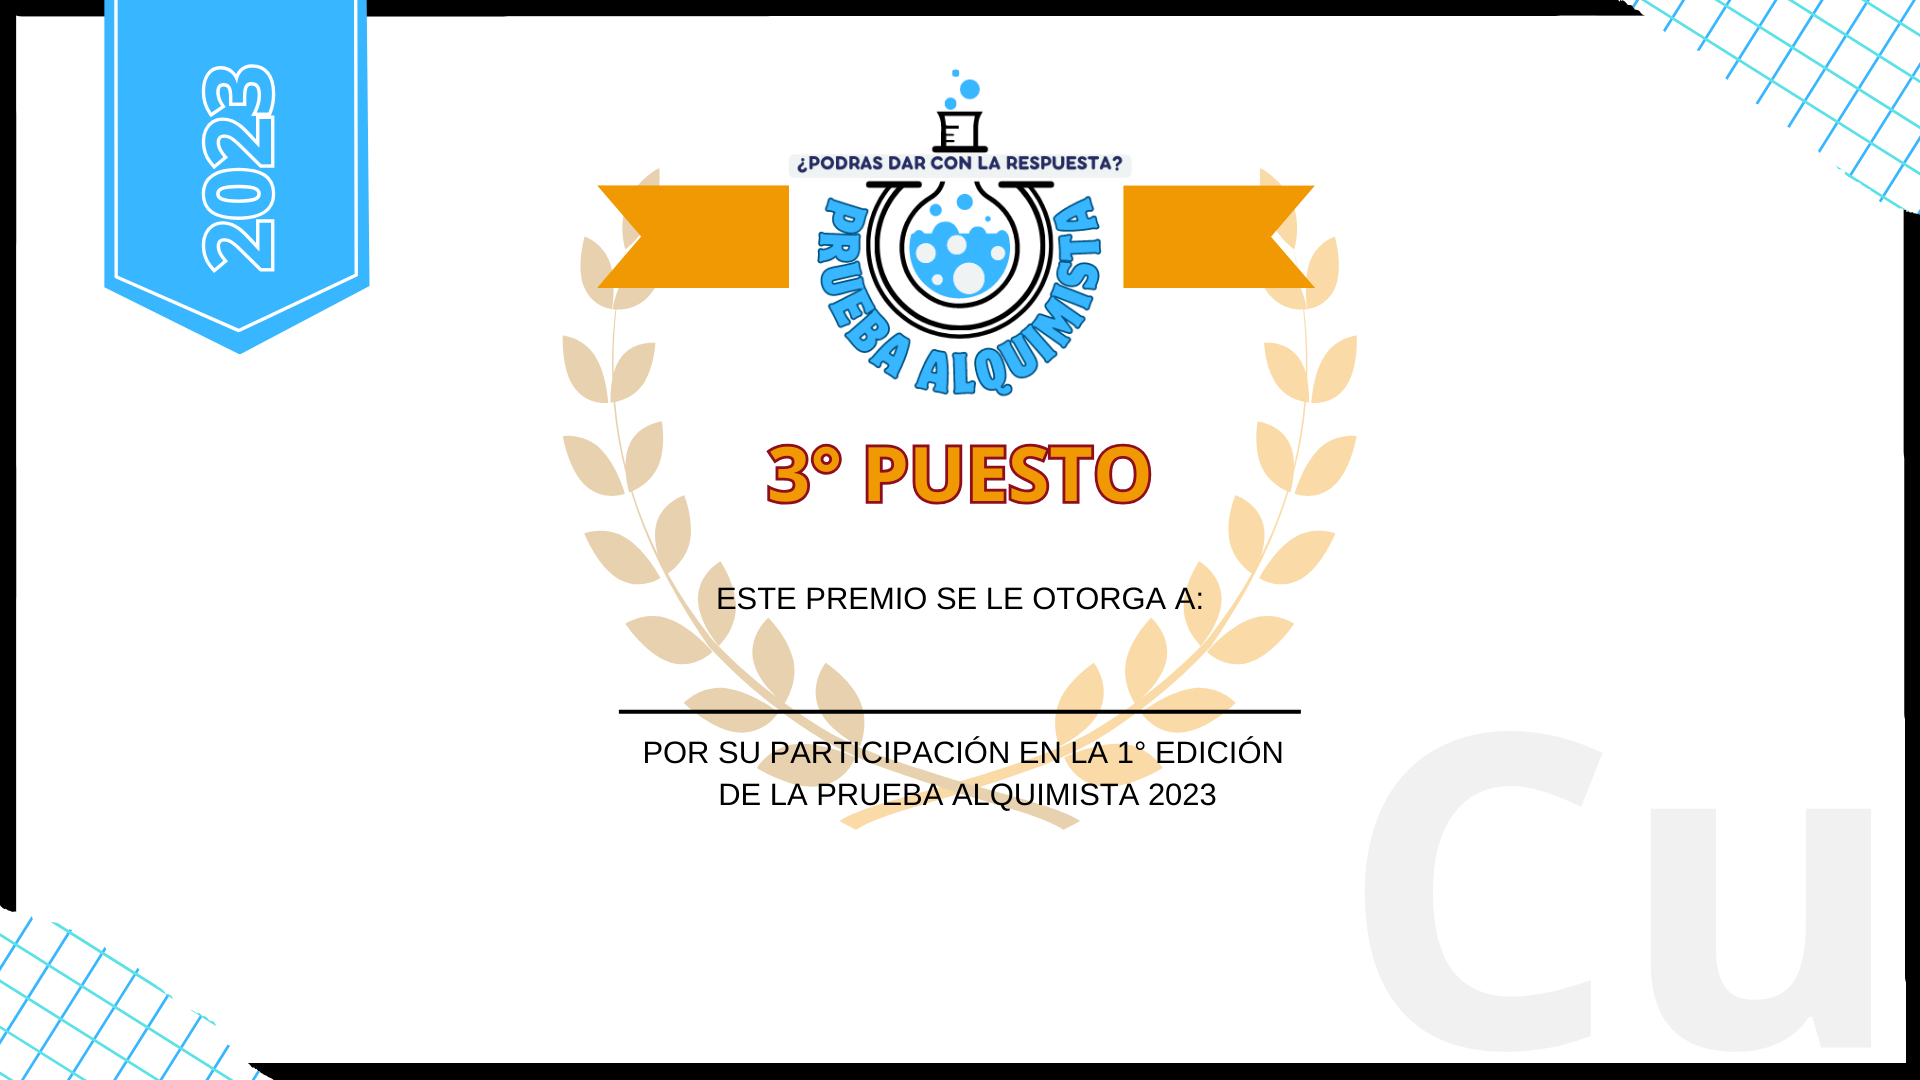 2023
¿PODRAS DAR CON LA RESPUESTA?
PRUEBA ALQUIMISTA
3° PUESTO
ESTE PREMIO SE LE OTORGA A:
POR SU PARTICIPACIÓN EN LA 1° EDICIÓN
DE LA PRUEBA ALQUIMISTA 2023
Cu